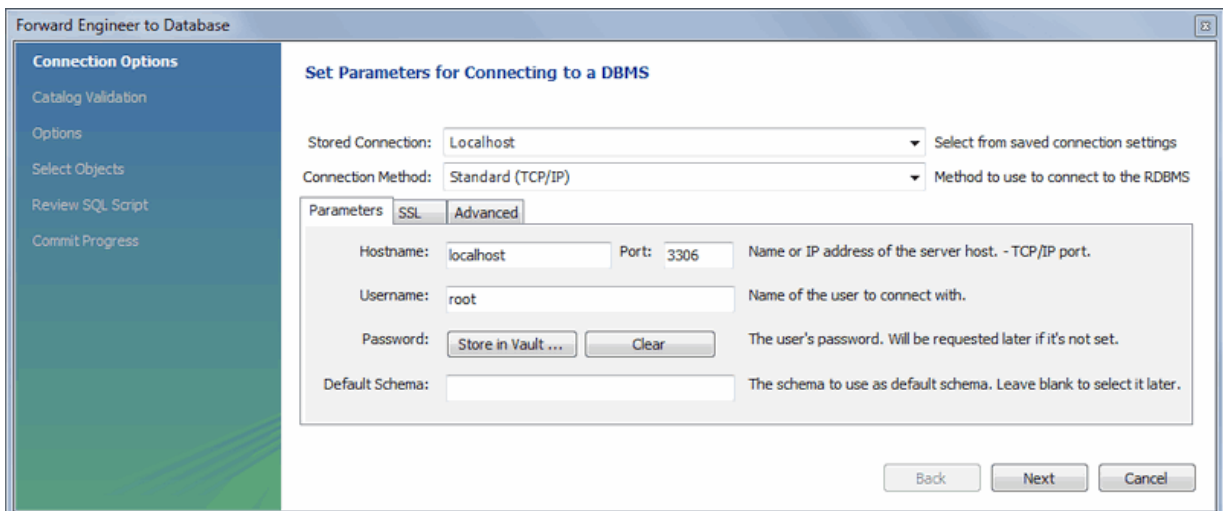 Forward Engineer to Database
Connection Options
Catalog Validation
Options
Select Objects
Review SQL Script
Commit Progress
Set Parameters for Connecting to a DBMS
Stored Connection: Localhost Select from saved connection settings
Connection Method: Standard (TCP/IP) Method to use to connect to the RDBMS
Parameters SSL Advanced
Hostname: localhost Port: 3306 Name or IP address of the server host. - TCP/IP port.
Username: root Name of the user to connect with.
Password: Store in Vault ... Clear The user's password. Will be requested later if it's not set.
Default Schema: The schema to use as default schema. Leave blank to select it later.
Back Next Cancel